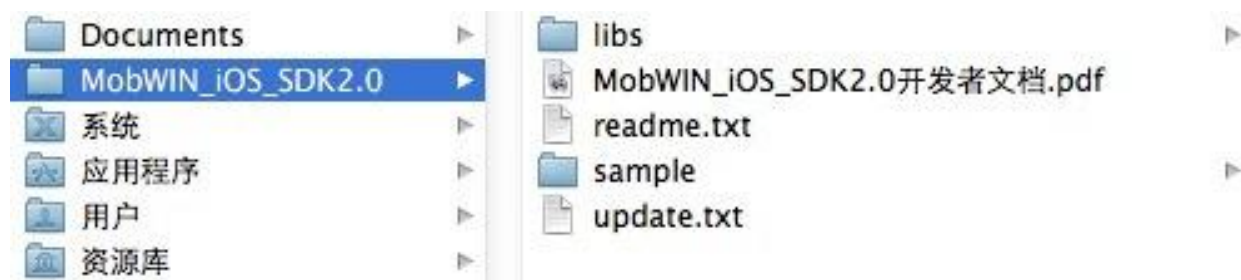 Documents
MobWIN_iOS_SDK2.0
系统
应用程序
用户
资源库
libs
MobWIN_iOS_SDK2.0开发者文档.pdf
readme.txt
sample
update.txt